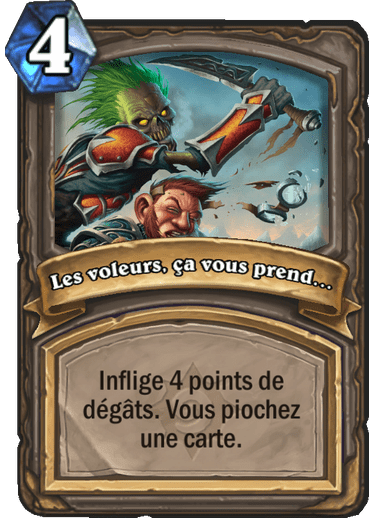 4
Les voleurs, ça vous prend...
Inflige 4 points de
dégâts. Vous piochez
une carte.